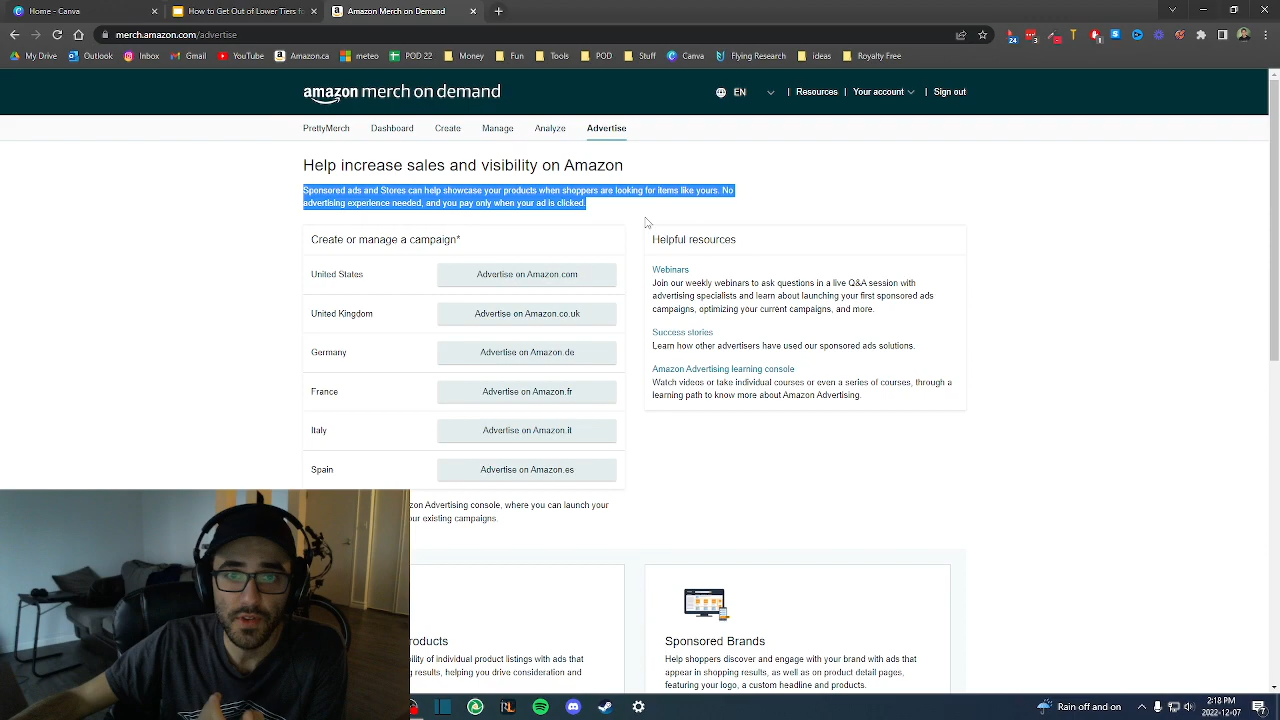 Home - Canva
How to Get Out of Lower Tiers f
Amazon Merch on Demand
merch.amazon.com/advertise
My Drive
Outlook
Inbox
Gmail
YouTube
Amazon.ca
meteo
POD 22
Money
Fun
Tools
POD
Stuff
Canva
Flying Research
ideas
Royalty Free
amazon merch on demand
EN
Resources
Your account
Sign out
PrettyMerch
Dashboard
Create
Manage
Analyze
Advertise
Help increase sales and visibility on Amazon
Sponsored ads and Stores can help showcase your products when shoppers are looking for items like yours. No
advertising experience needed, and you pay only when your ad is clicked.
Create or manage a campaign*
United States
Advertise on Amazon.com
United Kingdom
Advertise on Amazon.co.uk
Germany
Advertise on Amazon.de
France
Advertise on Amazon.fr
Italy
Advertise on Amazon.it
Spain
Advertise on Amazon.es
on Advertising console, where you can launch your
ur existing campaigns.
Helpful resources
Webinars
Join our weekly webinars to ask questions in a live Q&A session with
advertising specialists and learn about launching your first sponsored ads
campaigns, optimizing your current campaigns, and more.
Success stories
Learn how other advertisers have used our sponsored ads solutions.
Amazon Advertising learning console
Watch videos or take individual courses or even a series of courses, through a
learning path to know more about Amazon Advertising.
roducts
ility of individual product listings with ads that
results, helping you drive consideration and
Sponsored Brands
Help shoppers discover and engage with your brand with ads that
appear in shopping results, as well as on product detail pages,
featuring your logo, a custom headline and products.
Rain off and on
2:18 PM
2022-12-07